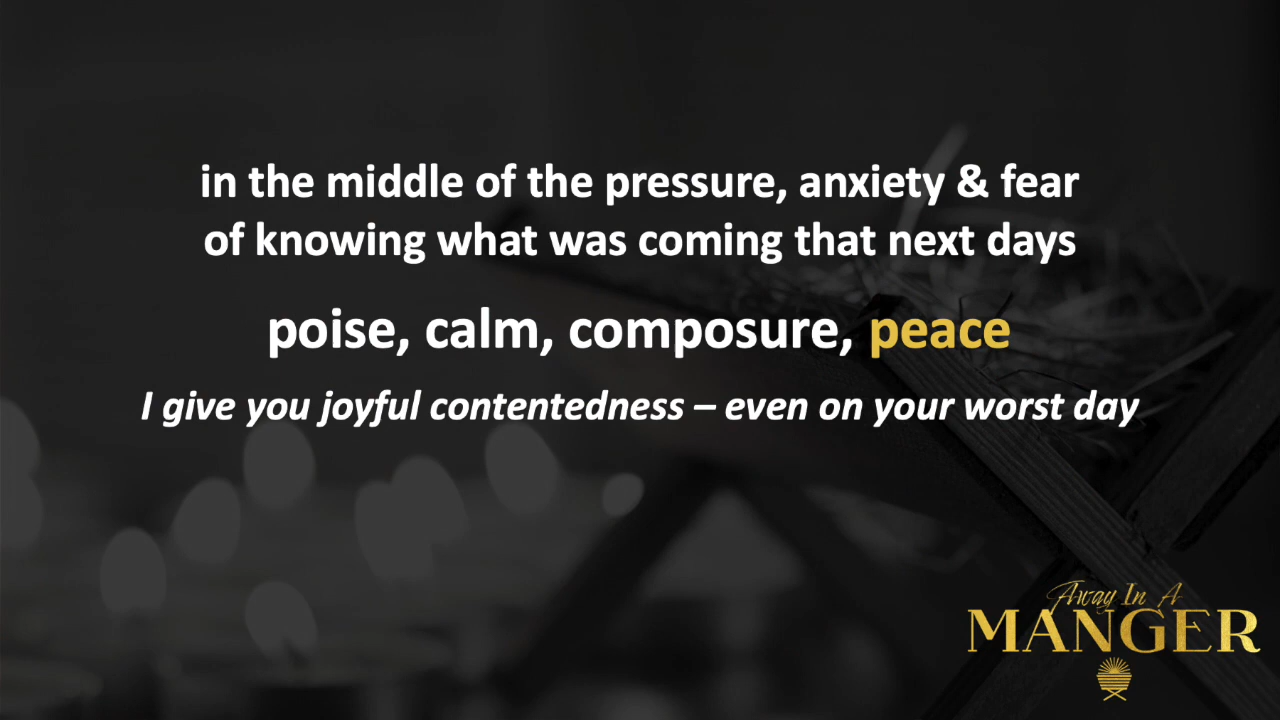 in the middle of the pressure, anxiety & fear
of knowing what was coming that next days
poise, calm, composure, peace
I give you joyful contentedness – even on your worst day
Away In A
MANGER